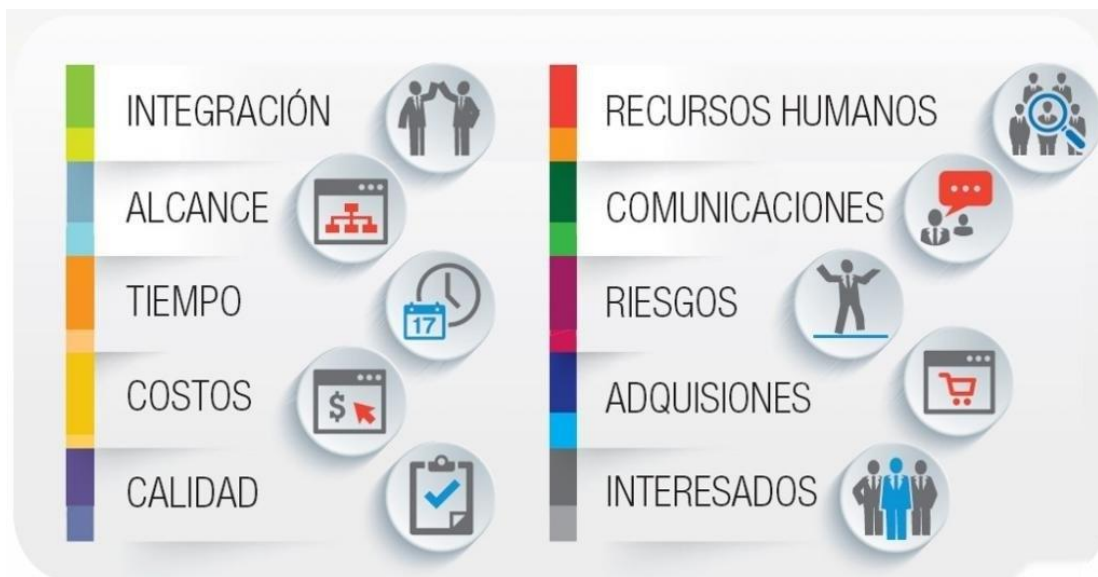 INTEGRACIÓN
ALCANCE
TIEMPO
17
COSTOS
$
CALIDAD
RECURSOS HUMANOS
COMUNICACIONES
RIESGOS
ADQUISIONES
INTERESADOS